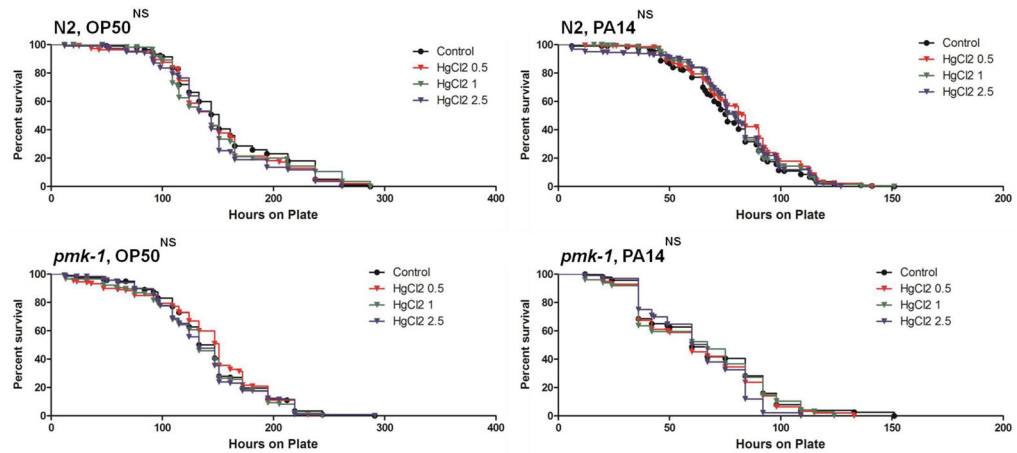 N2, OP50 NS
Percent survival
100
80
60
40
20
0
0 100 200 300 400
Hours on Plate
Control
HgCl2 0.5
HgCl2 1
HgCl2 2.5
N2, PA14 NS
Percent survival
100
80
60
40
20
0
0 50 100 150 200
Hours on Plate
Control
HgCl2 0.5
HgCl2 1
HgCl2 2.5
pmk-1, OP50 NS
Percent survival
100
80
60
40
20
0
0 100 200 300 400
Hours on Plate
Control
HgCl2 0.5
HgCl2 1
HgCl2 2.5
pmk-1, PA14 NS
Percent survival
100
80
60
40
20
0
0 50 100 150 200
Hours on Plate
Control
HgCl2 0.5
HgCl2 1
HgCl2 2.5